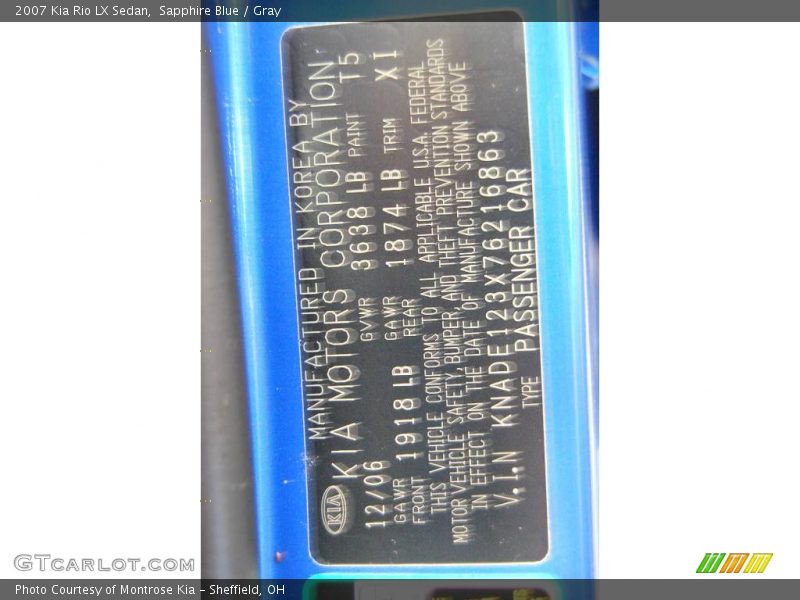 2007 Kia Rio LX Sedan, Sapphire Blue / Gray
MANUFACTURED IN KOREA BY
KIA KIA MOTORS CORPORATION
12/06 GVWR 3638 LB PAINT T5
GAWR FRONT 1918 LB GAWR REAR 1874 LB TRIM XI
THIS VEHICLE CONFORMS TO ALL APPLICABLE U.S.A. FEDERAL
MOTOR VEHICLE SAFETY, BUMPER, AND THEFT PREVENTION STANDARDS
IN EFFECT ON THE DATE OF MANUFACTURE SHOWN ABOVE
V.I.N KNADE123X76216863
TYPE PASSENGER CAR
GTCarlot.com
Photo Courtesy of Montrose Kia - Sheffield, OH